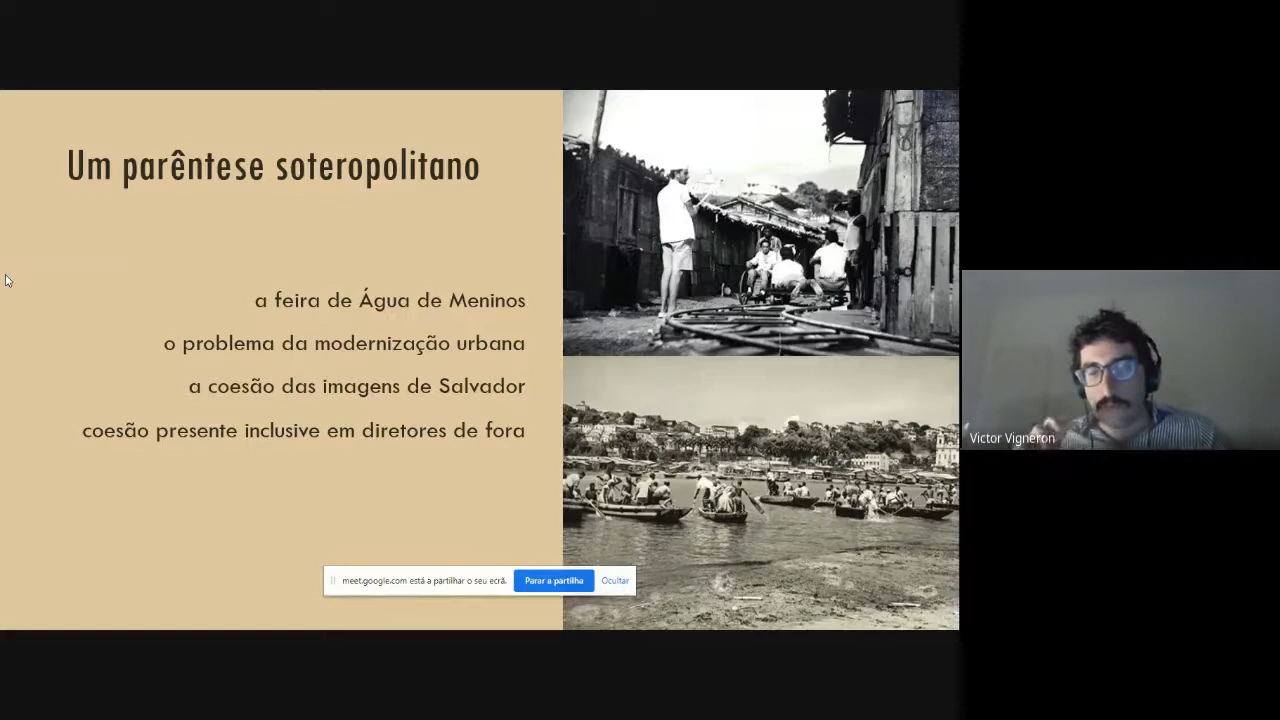 Um parêntese soteropolitano
a feira de Água de Meninos
o problema da modernização urbana
a coesão das imagens de Salvador
coesão presente inclusive em diretores de fora
meet.google.com está a partilhar o seu ecrã. Parar a partilha Ocultar
Victor Vigneron